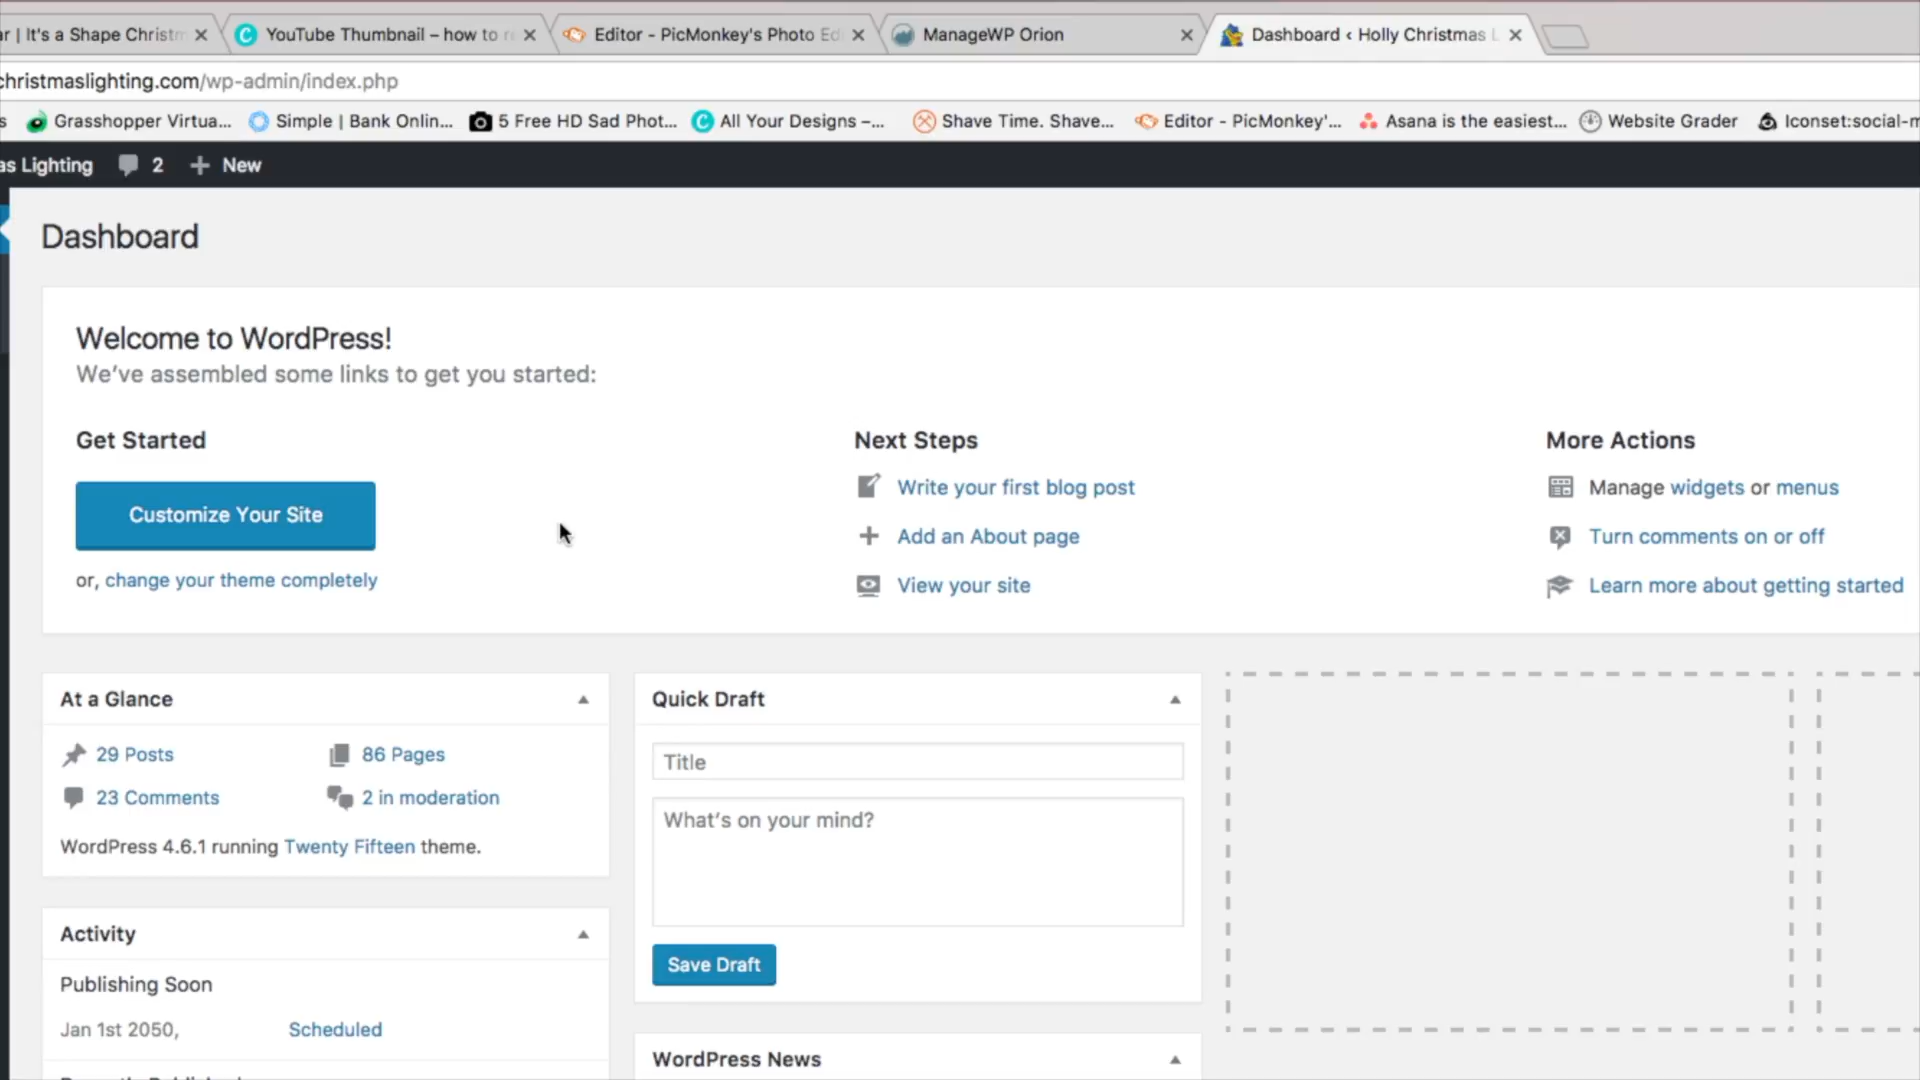 ar | It's a Shape Christm
YouTube Thumbnail – how to r
Editor - PicMonkey's Photo Ed
ManageWP Orion
Dashboard ‹ Holly Christmas L
christmaslighting.com/wp-admin/index.php
s
Grasshopper Virtua...
Simple | Bank Onlin...
5 Free HD Sad Phot...
All Your Designs –...
Shave Time. Shave...
Editor - PicMonkey'...
Asana is the easiest...
Website Grader
Iconset:social-m
as Lighting
2
New
Dashboard
Welcome to WordPress!
We've assembled some links to get you started:
Get Started
Customize Your Site
or, change your theme completely
Next Steps
Write your first blog post
Add an About page
View your site
More Actions
Manage widgets or menus
Turn comments on or off
Learn more about getting started
At a Glance
29 Posts
86 Pages
23 Comments
2 in moderation
WordPress 4.6.1 running Twenty Fifteen theme.
Activity
Publishing Soon
Jan 1st 2050,
Scheduled
Quick Draft
Title
What's on your mind?
Save Draft
WordPress News